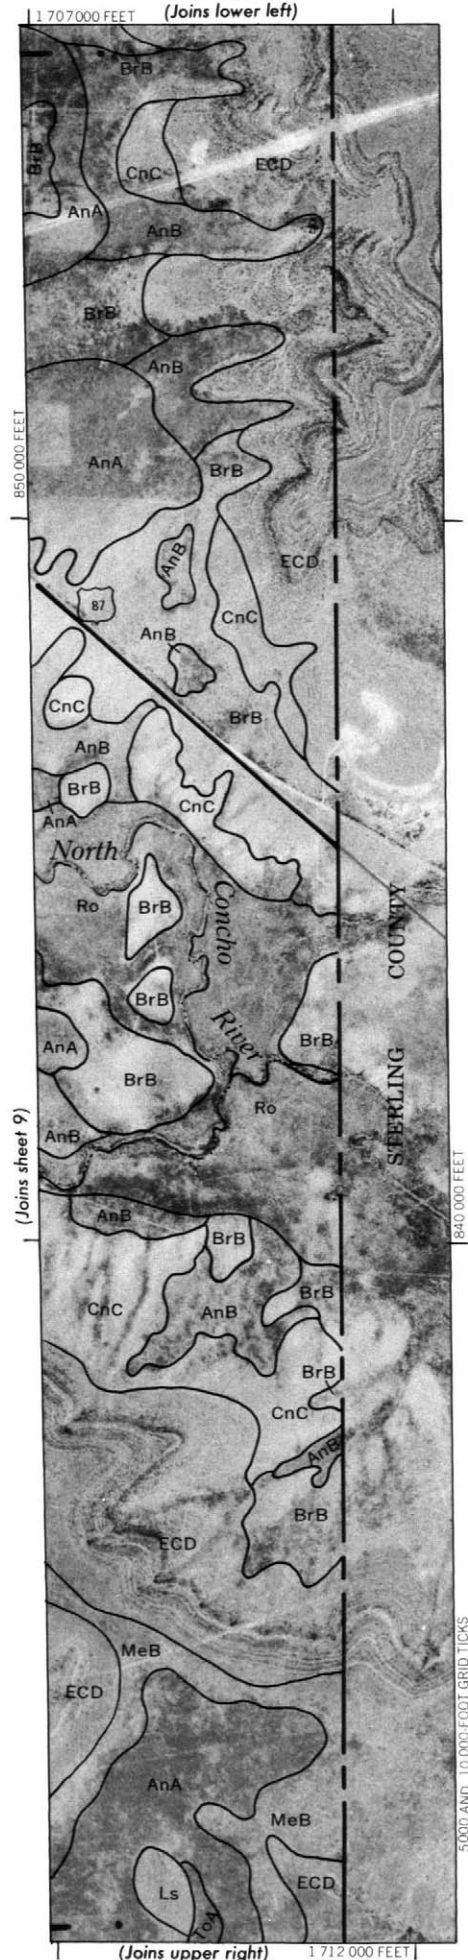 1 707 000 FEET
(Joins lower left)
BrB
BrB
CnC
ECD
AnA
AnB
BrB
AnB
850 000 FEET
AnA
BrB
AnB
ECD
87
CnC
AnB
CnC
BrB
AnB
BrB
CnC
AnA
North
Ro
BrB
Concho
STERLING COUNTY
BrB
River
AnA
BrB
BrB
Ro
AnB
(Joins sheet 9)
840 000 FEET
AnB
BrB
BrB
CnC
AnB
BrB
CnC
AnB
BrB
ECD
MeB
ECD
AnA
MeB
5000 AND 10 000-FOOT GRID TICKS
ECD
Ls
ToA
(Joins upper right)
1 712 000 FEET